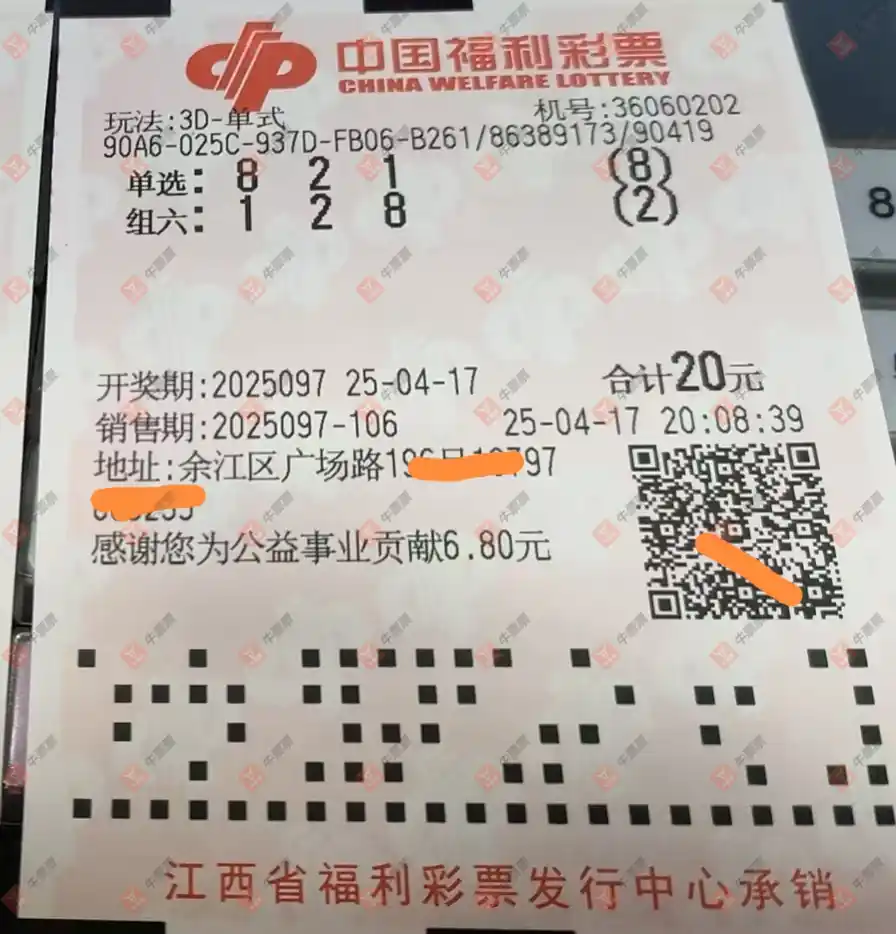 中国福利彩票
CHINA WELFARE LOTTERY
玩法:3D-单式 机号:36060202
90A6-025C-937D-FB06-B261/86389173/90419
单选: 8 2 1 (8)
组六: 1 2 8 (2)
8
开奖期:2025097 25-04-17 合计20元
销售期:2025097-106 25-04-17 20:08:39
地址:余江区广场路19 97
感谢您为公益事业贡献6.80元
江西省福利彩票发行中心承销